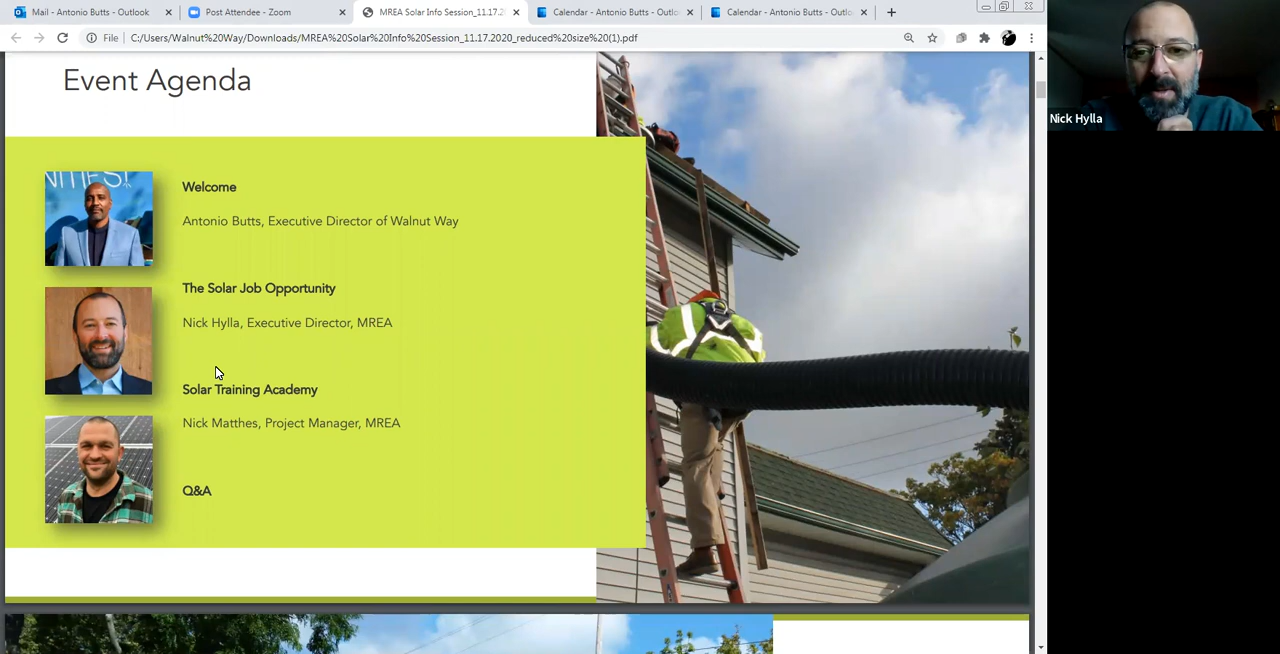 Mail - Antonio Butts - Outlook
Post Attendee - Zoom
MREA Solar Info Session_11.17.2
Calendar - Antonio Butts - Outlo
Calendar - Antonio Butts - Outlo
File
C:/Users/Walnut%20Way/Downloads/MREA%20Solar%20Info%20Session_11.17.2020_reduced%20size%20(1).pdf
Event Agenda
Nick Hylla
Welcome
Antonio Butts, Executive Director of Walnut Way
The Solar Job Opportunity
Nick Hylla, Executive Director, MREA
Solar Training Academy
Nick Matthes, Project Manager, MREA
Q&A